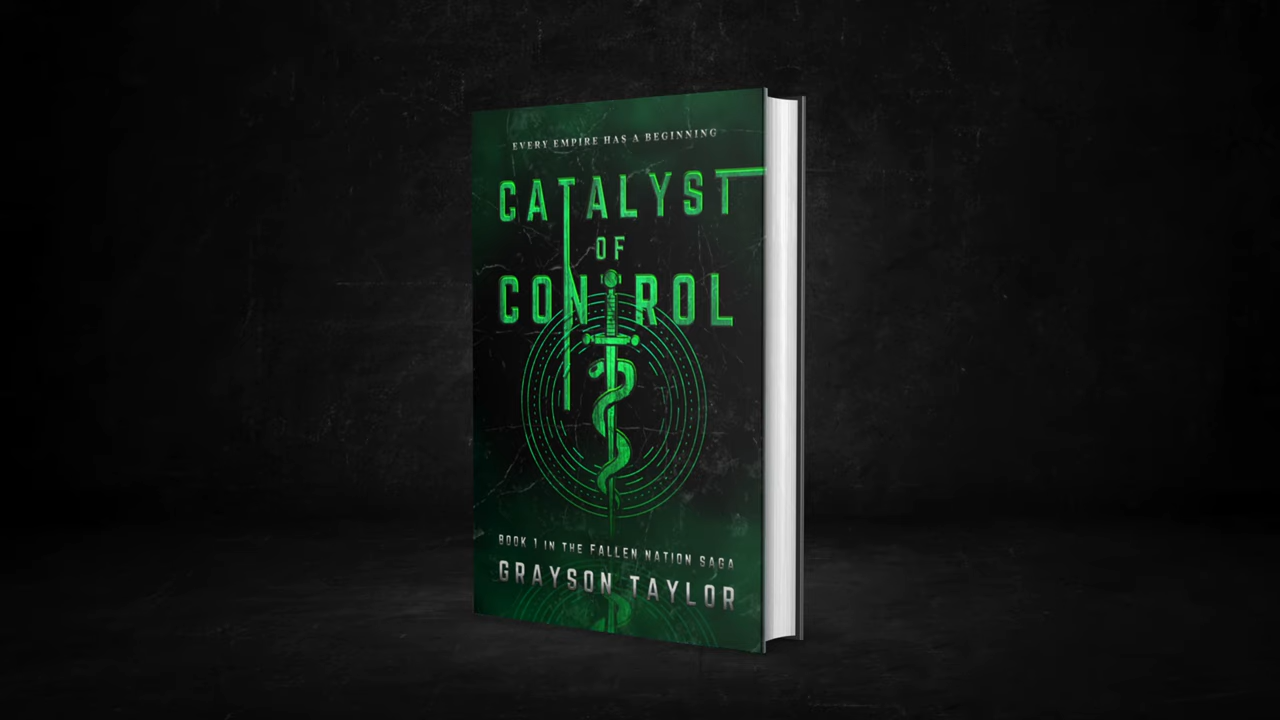 EVERY EMPIRE HAS A BEGINNING
CATALYST
OF
CONTROL
BOOK 1 IN THE FALLEN NATION SAGA
GRAYSON TAYLOR